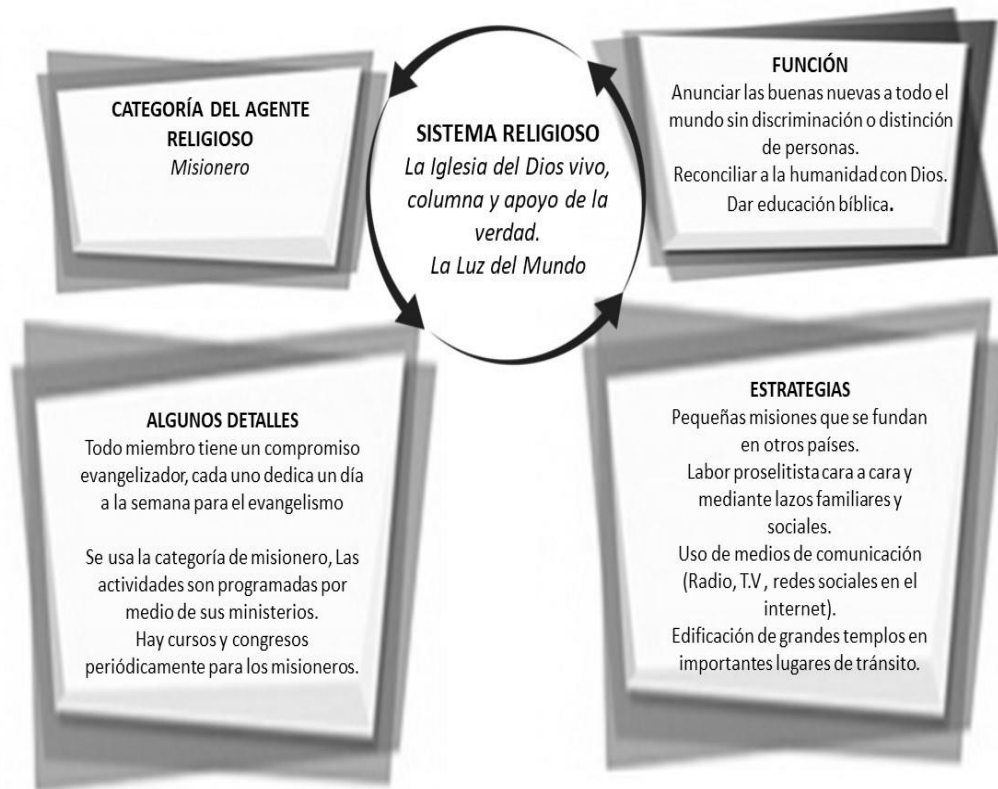 CATEGORÍA DEL AGENTE
RELIGIOSO
Misionero
SISTEMA RELIGIOSO
La Iglesia del Dios vivo,
columna y apoyo de la
verdad.
La Luz del Mundo
FUNCIÓN
Anunciar las buenas nuevas a todo el
mundo sin discriminación o distinción
de personas.
Reconciliar a la humanidad con Dios.
Dar educación bíblica.
ALGUNOS DETALLES
Todo miembro tiene un compromiso
evangelizador, cada uno dedica un día
a la semana para el evangelismo
Se usa la categoría de misionero, Las
actividades son programadas por
medio de sus ministerios.
Hay cursos y congresos
periódicamente para los misioneros.
ESTRATEGIAS
Pequeñas misiones que se fundan
en otros países.
Labor proselitista cara a cara y
mediante lazos familiares y
sociales.
Uso de medios de comunicación
(Radio, T.V , redes sociales en el
internet).
Edificación de grandes templos en
importantes lugares de tránsito.